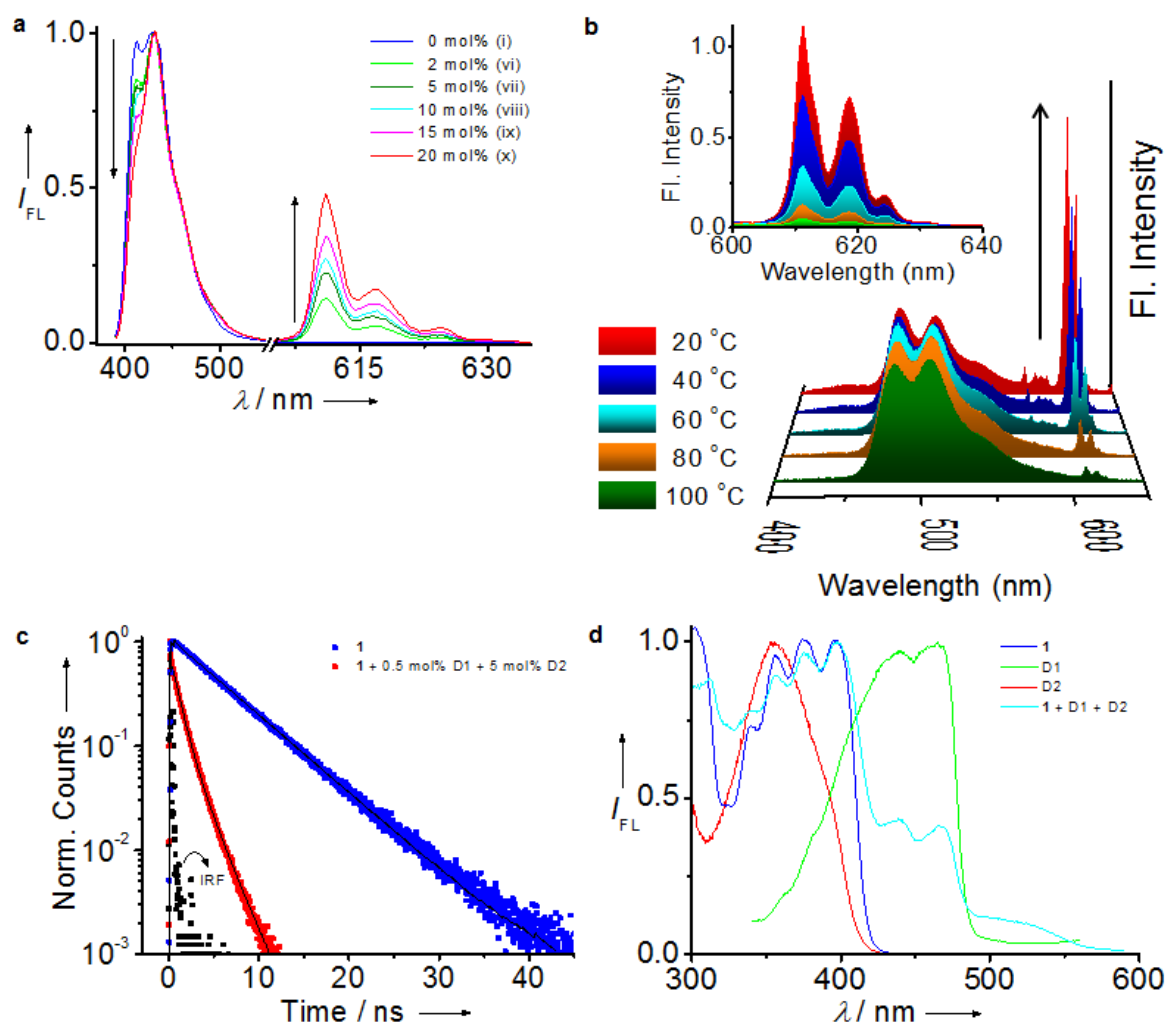 a
1.0
0.5
0.0
I FL
400
500
615
630
λ / nm
0 mol% (i)
2 mol% (vi)
5 mol% (vii)
10 mol% (viii)
15 mol% (ix)
20 mol% (x)
b
1.0
0.5
0.0
Fl. Intensity
600
620
640
Wavelength (nm)
Fl. Intensity
20 °C
40 °C
60 °C
80 °C
100 °C
400
500
600
Wavelength (nm)
c
10⁰
10⁻¹
10⁻²
10⁻³
Norm. Counts
1
1 + 0.5 mol% D1 + 5 mol% D2
IRF
0
10
20
30
40
Time / ns
d
1.0
0.5
0.0
I FL
1
D1
D2
1 + D1 + D2
300
400
500
600
λ / nm